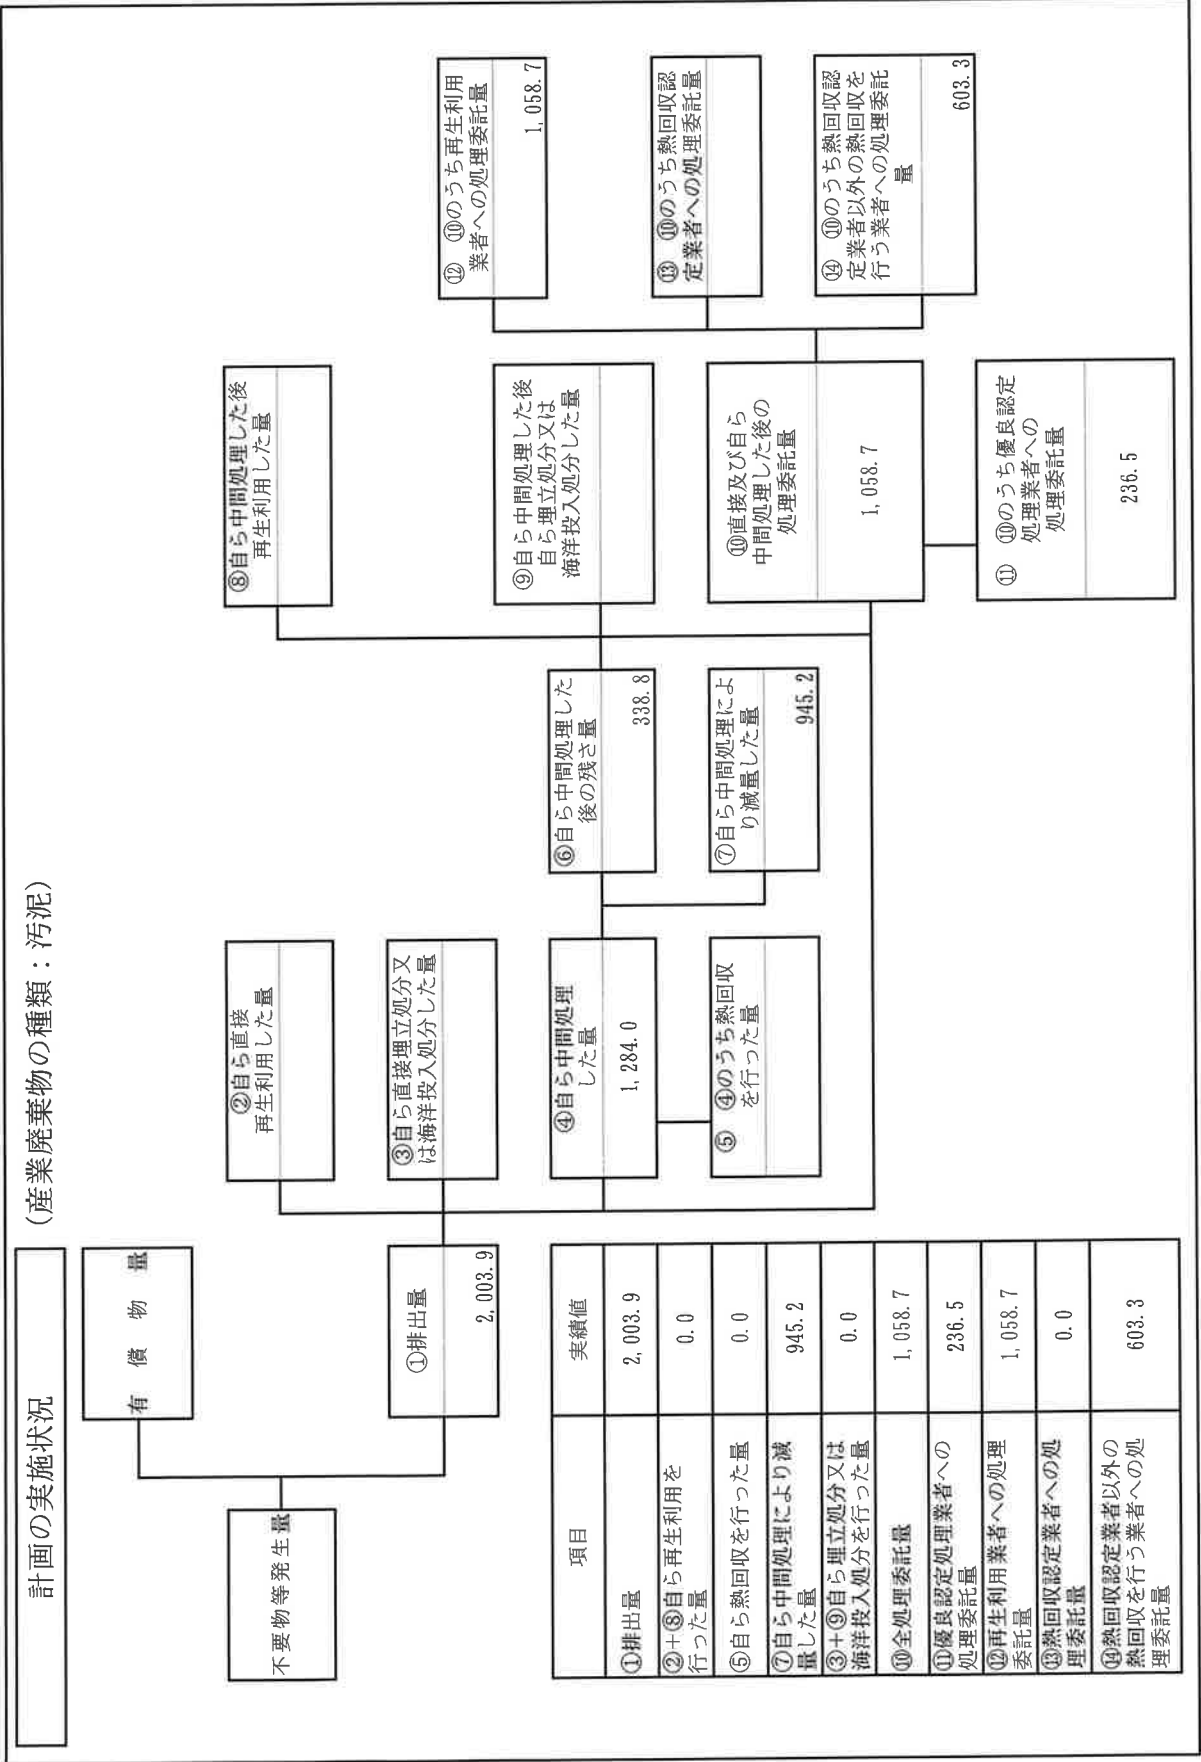 計画の実施状況
（産業廃棄物の種類：汚泥）
不要物等発生量
有償物量
①排出量
2,003.9
②自ら直接
再生利用した量
③自ら直接埋立処分又
は海洋投入処分した量
④自ら中間処理
した量
1,284.0
⑤　④のうち熱回収
を行った量
⑥自ら中間処理した
後の残さ量
338.8
⑦自ら中間処理によ
り減量した量
945.2
⑧自ら中間処理した後
再生利用した量
⑨自ら中間処理した後
自ら埋立処分又は
海洋投入処分した量
⑩直接及び自ら
中間処理した後の
処理委託量
1,058.7
⑪　⑩のうち優良認定
処理業者への
処理委託量
236.5
⑫　⑩のうち再生利用
業者への処理委託量
1,058.7
⑬　⑩のうち熱回収認
定業者への処理委託量
⑭　⑩のうち熱回収認
定業者以外の熱回収を
行う業者への処理委託
量
603.3
項目　実績値
①排出量　2,003.9
②＋⑧自ら再生利用を
行った量　0.0
⑤自ら熱回収を行った量　0.0
⑦自ら中間処理により減
量した量　945.2
③＋⑨自ら埋立処分又は
海洋投入処分を行った量　0.0
⑩全処理委託量　1,058.7
⑪優良認定処理業者への
処理委託量　236.5
⑫再生利用業者への処理
委託量　1,058.7
⑬熱回収認定業者への処
理委託量　0.0
⑭熱回収認定業者以外の
熱回収を行う業者への処
理委託量　603.3